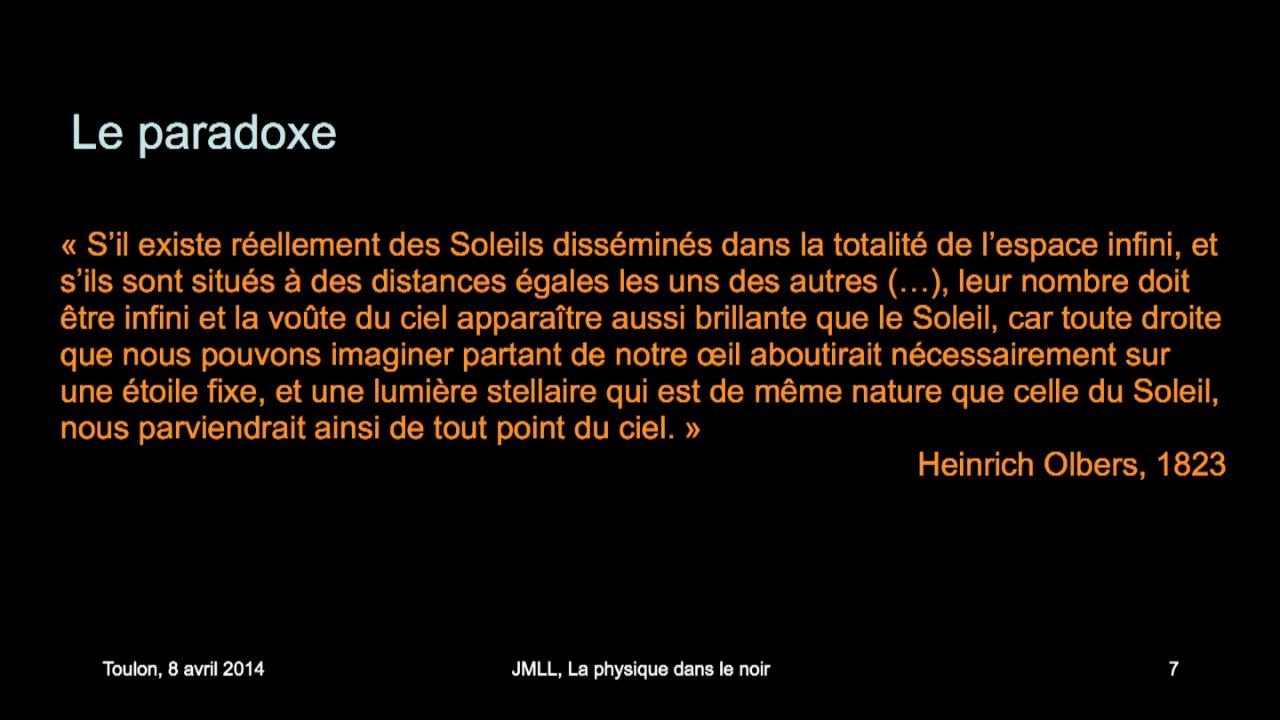 Le paradoxe
« S’il existe réellement des Soleils disséminés dans la totalité de l’espace infini, et
s’ils sont situés à des distances égales les uns des autres (…), leur nombre doit
être infini et la voûte du ciel apparaître aussi brillante que le Soleil, car toute droite
que nous pouvons imaginer partant de notre œil aboutirait nécessairement sur
une étoile fixe, et une lumière stellaire qui est de même nature que celle du Soleil,
nous parviendrait ainsi de tout point du ciel. »
Heinrich Olbers, 1823
Toulon, 8 avril 2014
JMLL, La physique dans le noir
7